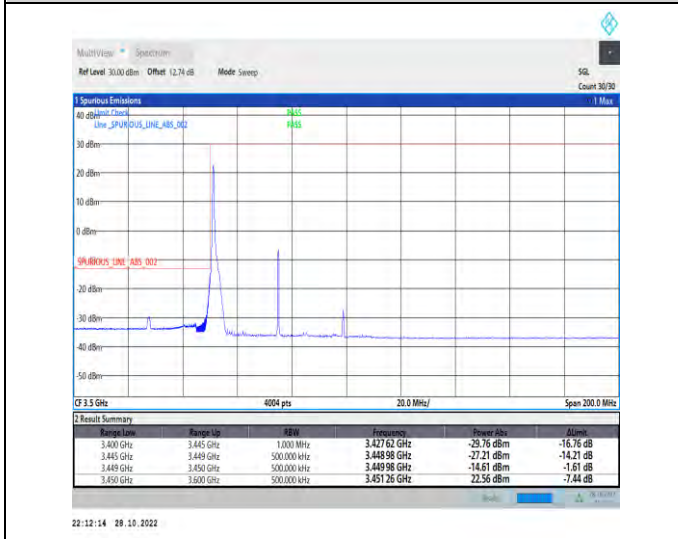 MultiView Spectrum
Ref Level 30.00 dBm Offset 12.74 dB Mode Sweep SGL
Count 30/30
1 Spurious Emissions 1 Max
40 dBm Limit Check PASS
Line _SPURIOUS_LINE_ABS_002 PASS
30 dBm
20 dBm
10 dBm
0 dBm
_SPURIOUS_LINE_ABS_002
-20 dBm
-30 dBm
-40 dBm
-50 dBm
CF 3.5 GHz 4004 pts 20.0 MHz/ Span 200.0 MHz
2 Result Summary
Range Low Range Up RBW Frequency Power Abs ΔLimit
3.400 GHz 3.445 GHz 1.000 MHz 3.427 62 GHz -29.76 dBm -16.76 dB
3.445 GHz 3.449 GHz 500.000 kHz 3.448 98 GHz -27.21 dBm -14.21 dB
3.449 GHz 3.450 GHz 500.000 kHz 3.449 98 GHz -14.61 dBm -1.61 dB
3.450 GHz 3.600 GHz 500.000 kHz 3.451 26 GHz 22.56 dBm -7.44 dB
Ready
22:12:14 28.10.2022